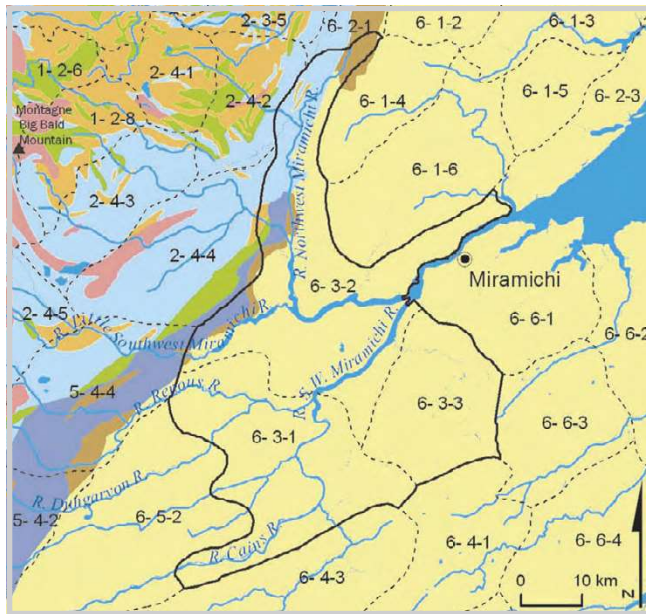 2- 3-5
6- 2-1
6- 1-2
6- 1-3
1- 2-6
2- 4-1
6- 1-5
6- 2-3
Montagne
Big Bald
Mountain
1- 2-8
2- 4-2
6- 1-4
2- 4-3
6- 1-6
R. Northwest Miramichi R.
2- 4-4
Miramichi
6- 3-2
2- 4-5
R. Little Southwest Miramichi R.
6- 6-1
6- 6-2
R. S.W. Miramichi R.
5- 4-4
R. Renous R.
6- 3-3
6- 3-1
6- 6-3
R. Dungarvon R.
5- 4-2
6- 5-2
R. Cains R.
6- 4-1
6- 6-4
6- 4-3
0 10 km
N